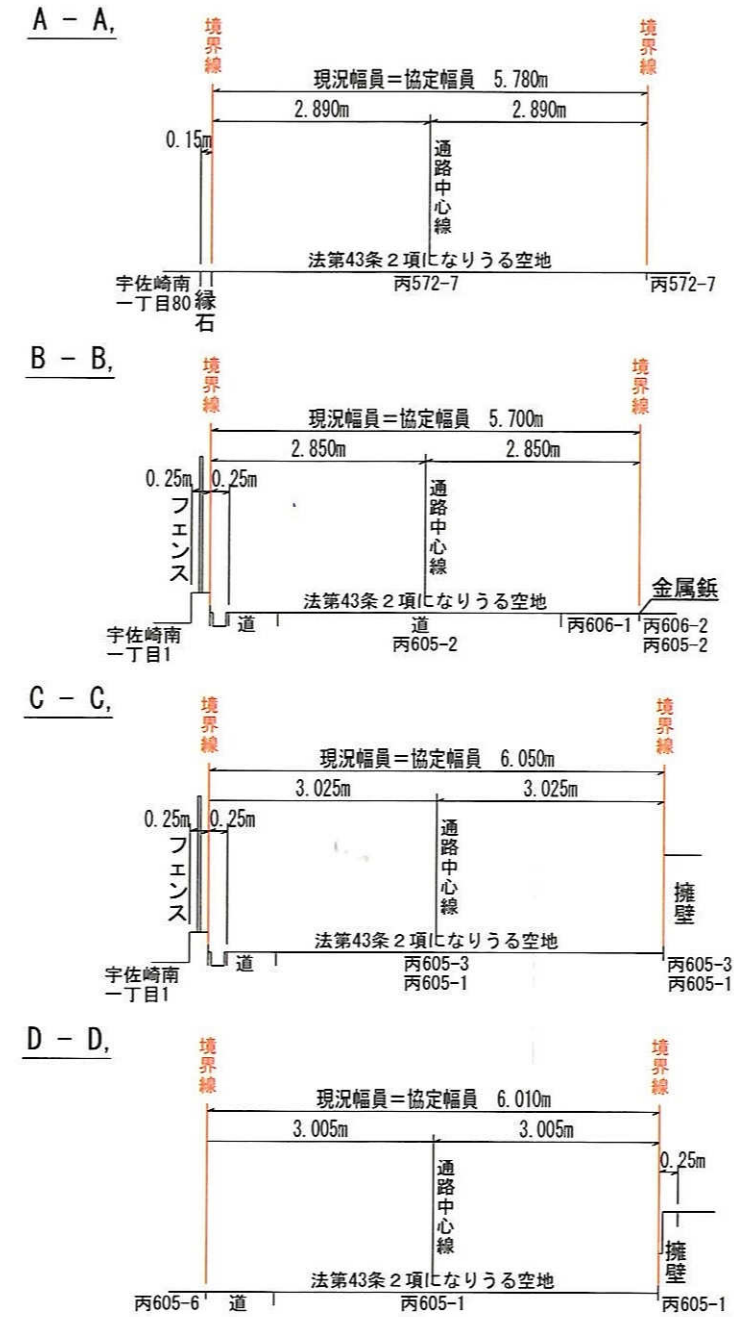 A - A,
境界線
境界線
現況幅員＝協定幅員 5.780m
2.890m
2.890m
0.15m
通路中心線
法第43条２項になりうる空地
宇佐崎南
一丁目80
縁石
丙572-7
丙572-7
B - B,
境界線
境界線
現況幅員＝協定幅員 5.700m
2.850m
2.850m
0.25m
0.25m
フェンス
通路中心線
法第43条２項になりうる空地
金属鋲
宇佐崎南
一丁目1
道
道
丙605-2
丙606-1
丙606-2
丙605-2
C - C,
境界線
境界線
現況幅員＝協定幅員 6.050m
3.025m
3.025m
0.25m
0.25m
フェンス
通路中心線
擁壁
法第43条２項になりうる空地
宇佐崎南
一丁目1
道
丙605-3
丙605-1
丙605-3
丙605-1
D - D,
境界線
境界線
現況幅員＝協定幅員 6.010m
3.005m
3.005m
0.25m
通路中心線
擁壁
法第43条２項になりうる空地
丙605-6
道
丙605-1
丙605-1